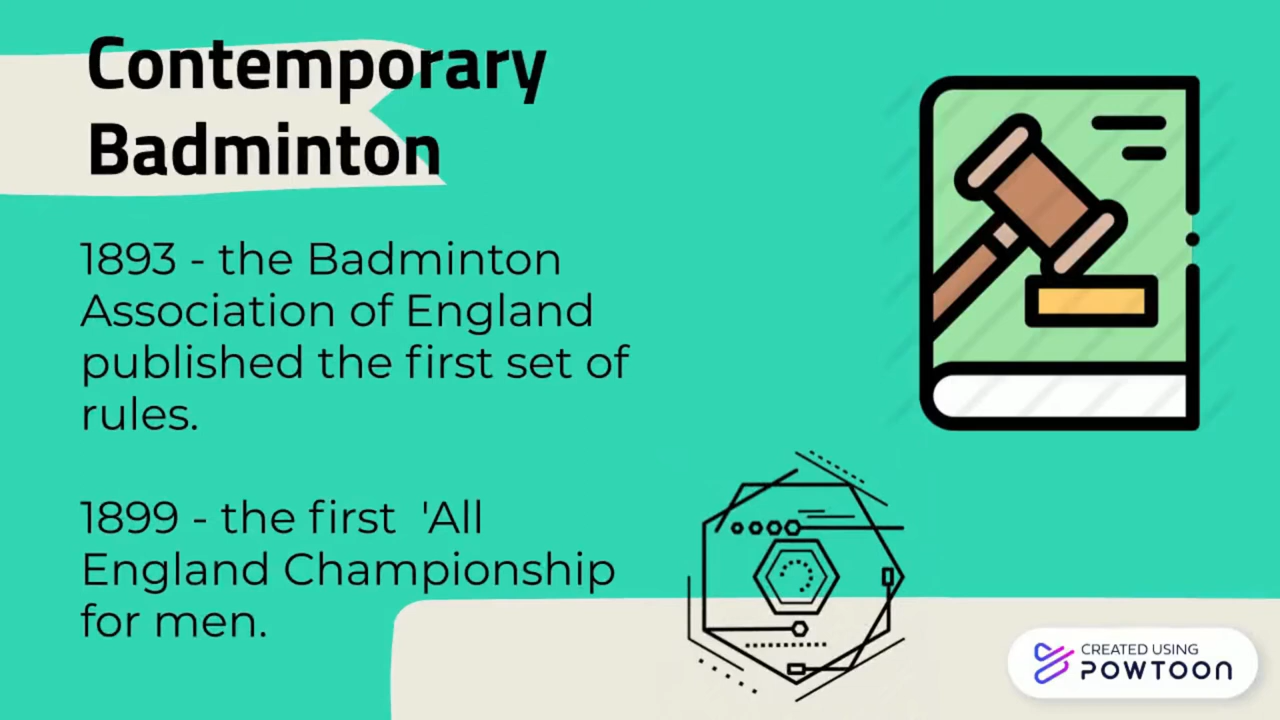 Contemporary
Badminton
1893 - the Badminton
Association of England
published the first set of
rules.
1899 - the first  'All
England Championship
for men.
CREATED USING
POWTOON